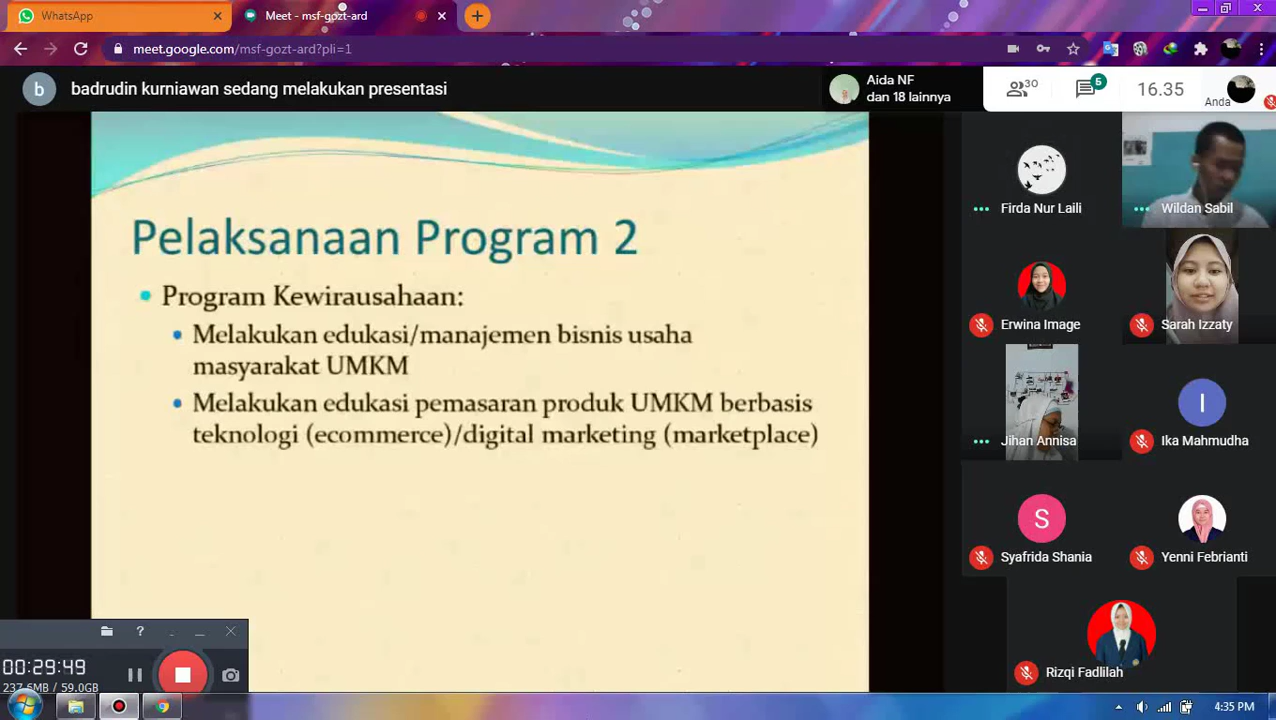 WhatsApp
Meet - msf-gozt-ard
meet.google.com/msf-gozt-ard?pli=1
b
badrudin kurniawan sedang melakukan presentasi
Aida NF
dan 18 lainnya
30
5
16.35
Anda
Pelaksanaan Program 2
Program Kewirausahaan:
Melakukan edukasi/manajemen bisnis usaha
masyarakat UMKM
Melakukan edukasi pemasaran produk UMKM berbasis
teknologi (ecommerce)/digital marketing (marketplace)
Firda Nur Laili
Wildan Sabil
Erwina Image
Sarah Izzaty
Jihan Annisa
I
Ika Mahmudha
S
Syafrida Shania
Yenni Febrianti
Rizqi Fadlilah
00:29:49
237.6MB / 59.0GB
4:35 PM